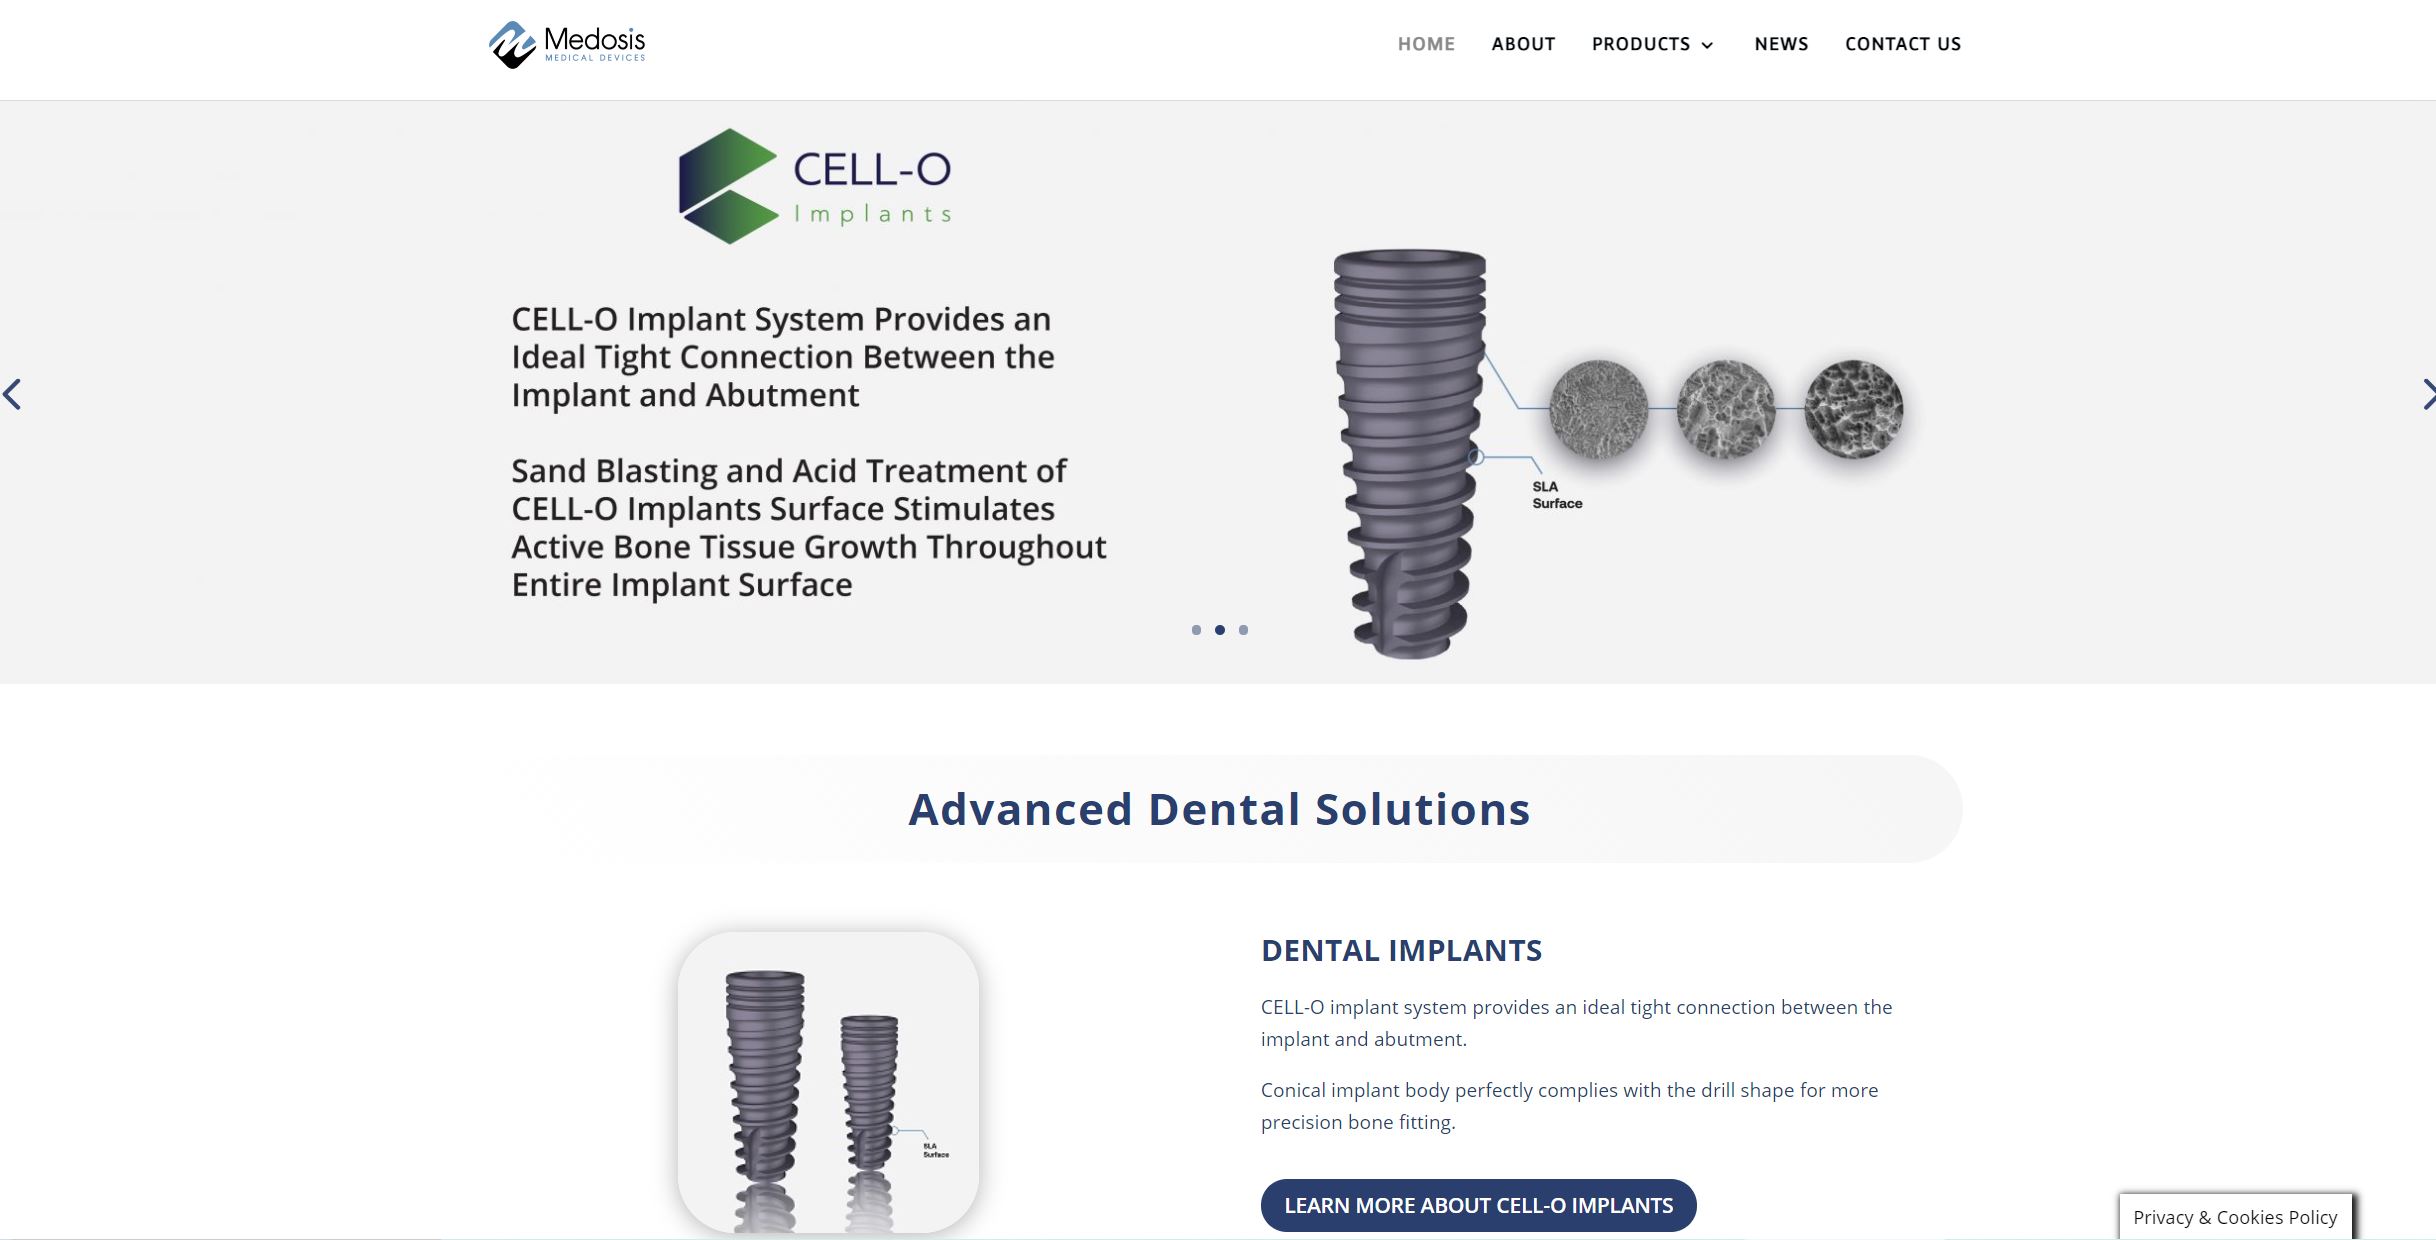 Medosis
MEDICAL DEVICES
HOME
ABOUT
PRODUCTS
NEWS
CONTACT US
CELL-O
Implants
CELL-O Implant System Provides an
Ideal Tight Connection Between the
Implant and Abutment
Sand Blasting and Acid Treatment of
CELL-O Implants Surface Stimulates
Active Bone Tissue Growth Throughout
Entire Implant Surface
SLA
Surface
Advanced Dental Solutions
DENTAL IMPLANTS
CELL-O implant system provides an ideal tight connection between the
implant and abutment.
Conical implant body perfectly complies with the drill shape for more
precision bone fitting.
SLA
Surface
LEARN MORE ABOUT CELL-O IMPLANTS
Privacy & Cookies Policy